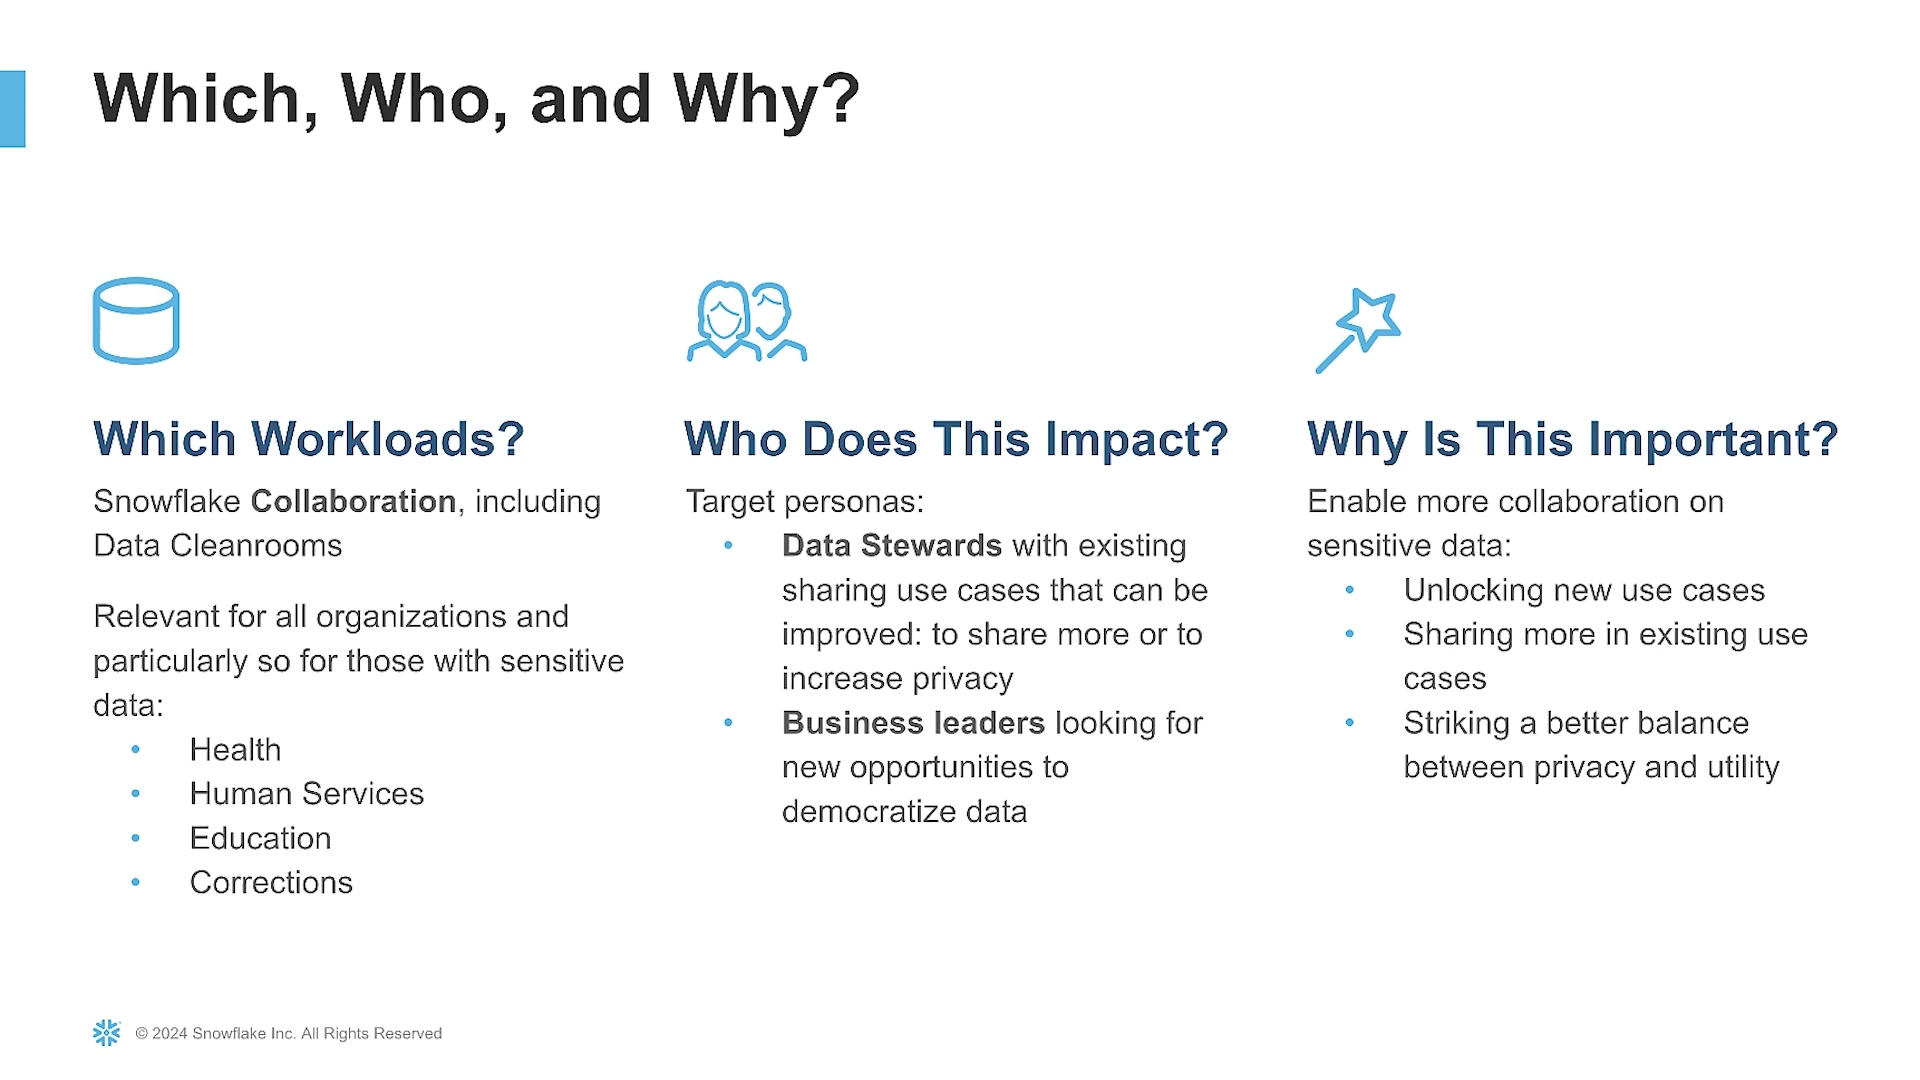 Which, Who, and Why?
Which Workloads?
Snowflake Collaboration, including
Data Cleanrooms
Relevant for all organizations and
particularly so for those with sensitive
data:
• Health
• Human Services
• Education
• Corrections
Who Does This Impact?
Target personas:
• Data Stewards with existing
sharing use cases that can be
improved: to share more or to
increase privacy
• Business leaders looking for
new opportunities to
democratize data
Why Is This Important?
Enable more collaboration on
sensitive data:
• Unlocking new use cases
• Sharing more in existing use
cases
• Striking a better balance
between privacy and utility
© 2024 Snowflake Inc. All Rights Reserved